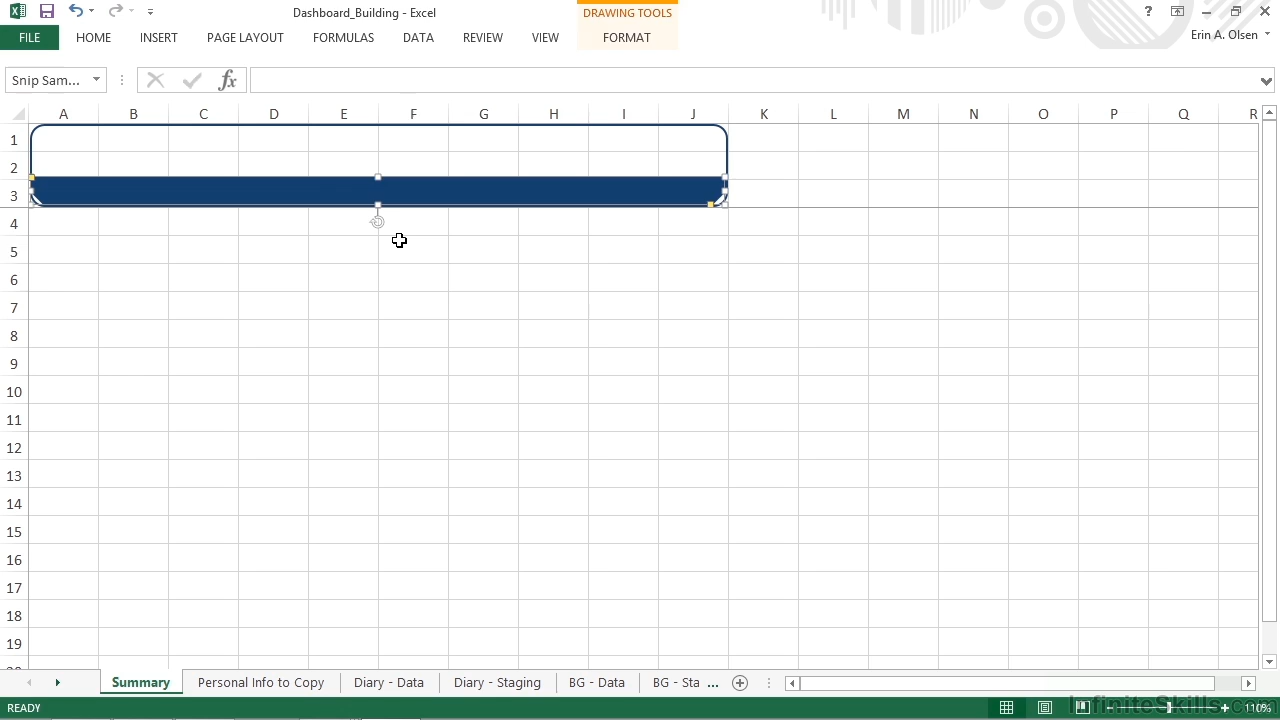 Dashboard_Building - Excel
DRAWING TOOLS
?
FILE
HOME
INSERT
PAGE LAYOUT
FORMULAS
DATA
REVIEW
VIEW
FORMAT
Erin A. Olsen
Snip Sam...
fx
A B C D E F G H I J K L M N O P Q R
1
2
3
4
5
6
7
8
9
10
11
12
13
14
15
16
17
18
19
Summary
Personal Info to Copy
Diary - Data
Diary - Staging
BG - Data
BG - Sta ...
READY
InfiniteSkills.com
110%